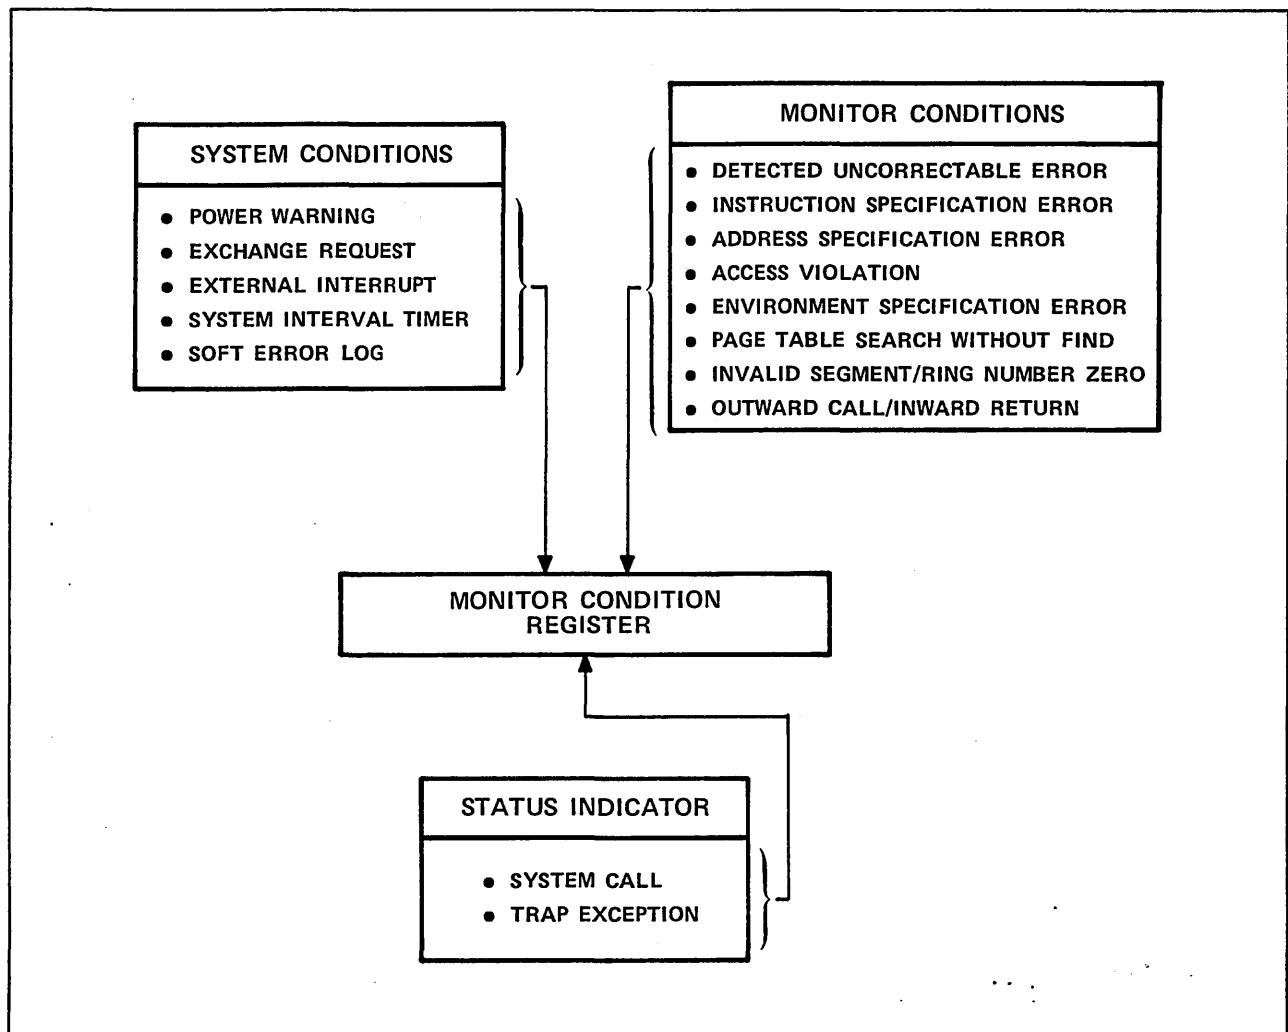 SYSTEM CONDITIONS
• POWER WARNING
• EXCHANGE REQUEST
• EXTERNAL INTERRUPT
• SYSTEM INTERVAL TIMER
• SOFT ERROR LOG
MONITOR CONDITIONS
• DETECTED UNCORRECTABLE ERROR
• INSTRUCTION SPECIFICATION ERROR
• ADDRESS SPECIFICATION ERROR
• ACCESS VIOLATION
• ENVIRONMENT SPECIFICATION ERROR
• PAGE TABLE SEARCH WITHOUT FIND
• INVALID SEGMENT/RING NUMBER ZERO
• OUTWARD CALL/INWARD RETURN
MONITOR CONDITION
REGISTER
STATUS INDICATOR
• SYSTEM CALL
• TRAP EXCEPTION